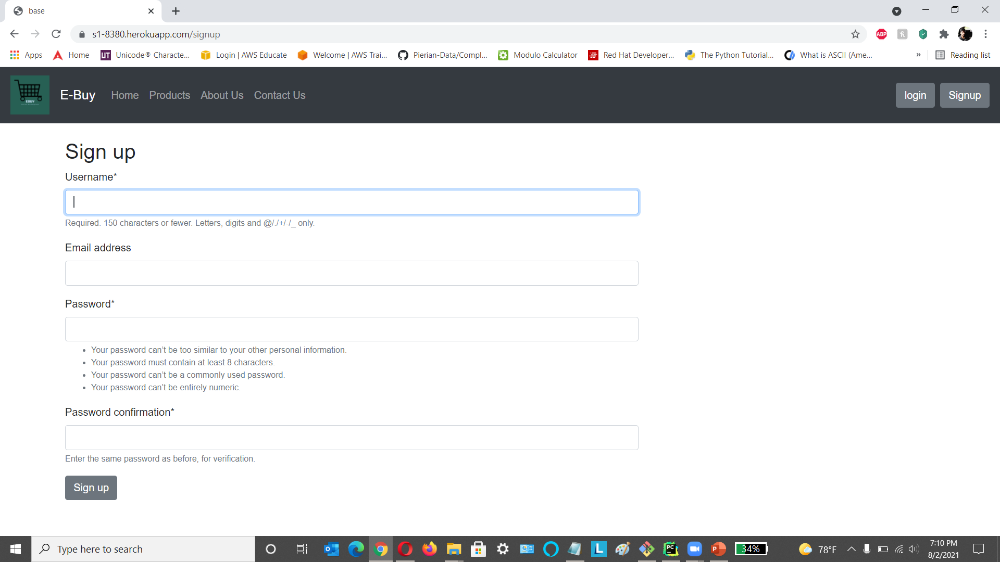 base
s1-8380.herokuapp.com/signup
ABP
Apps
Home
UT
Unicode® Characte...
Login | AWS Educate
Welcome | AWS Trai...
Pierian-Data/Compl...
Modulo Calculator
Red Hat Developer...
The Python Tutorial...
What is ASCII (Ame...
»
Reading list
EBUY
E-Buy
Home
Products
About Us
Contact Us
login
Signup
Sign up
Username*
Required. 150 characters or fewer. Letters, digits and @/./+/-/_ only.
Email address
Password*
Your password can’t be too similar to your other personal information.
Your password must contain at least 8 characters.
Your password can’t be a commonly used password.
Your password can’t be entirely numeric.
Password confirmation*
Enter the same password as before, for verification.
Sign up
Type here to search
L
PC
P
34%
78°F
7:10 PM
8/2/2021